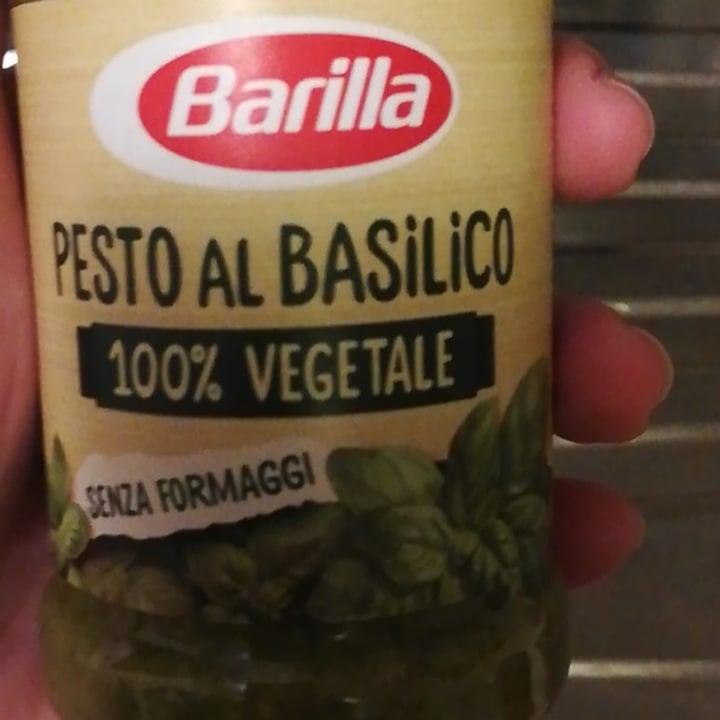 Barilla
PESTO AL BASiLiCO
100% VEGETALE
SENZA FORMAGGI